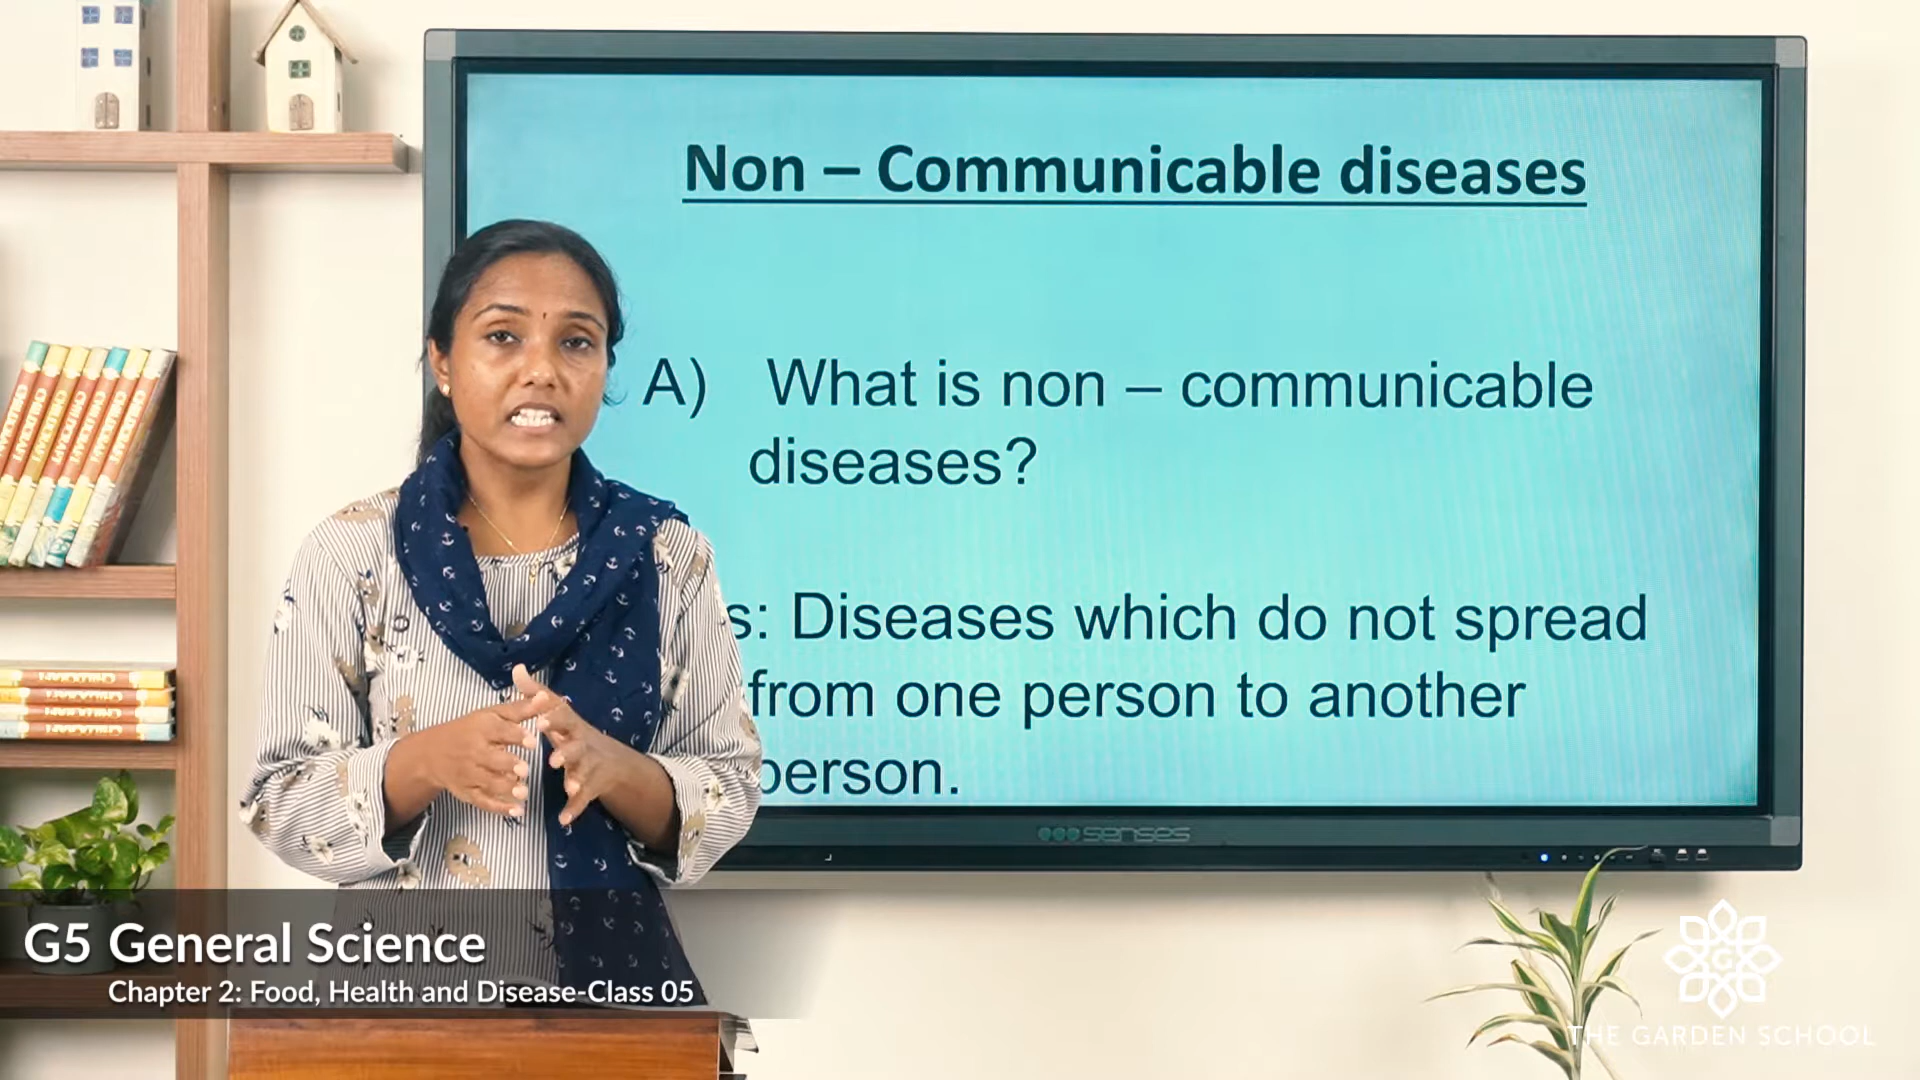 Non – Communicable diseases
A) What is non – communicable
diseases?
s: Diseases which do not spread
from one person to another
person.
senses
G5 General Science
Chapter 2: Food, Health and Disease-Class 05
G
THE GARDEN SCHOOL